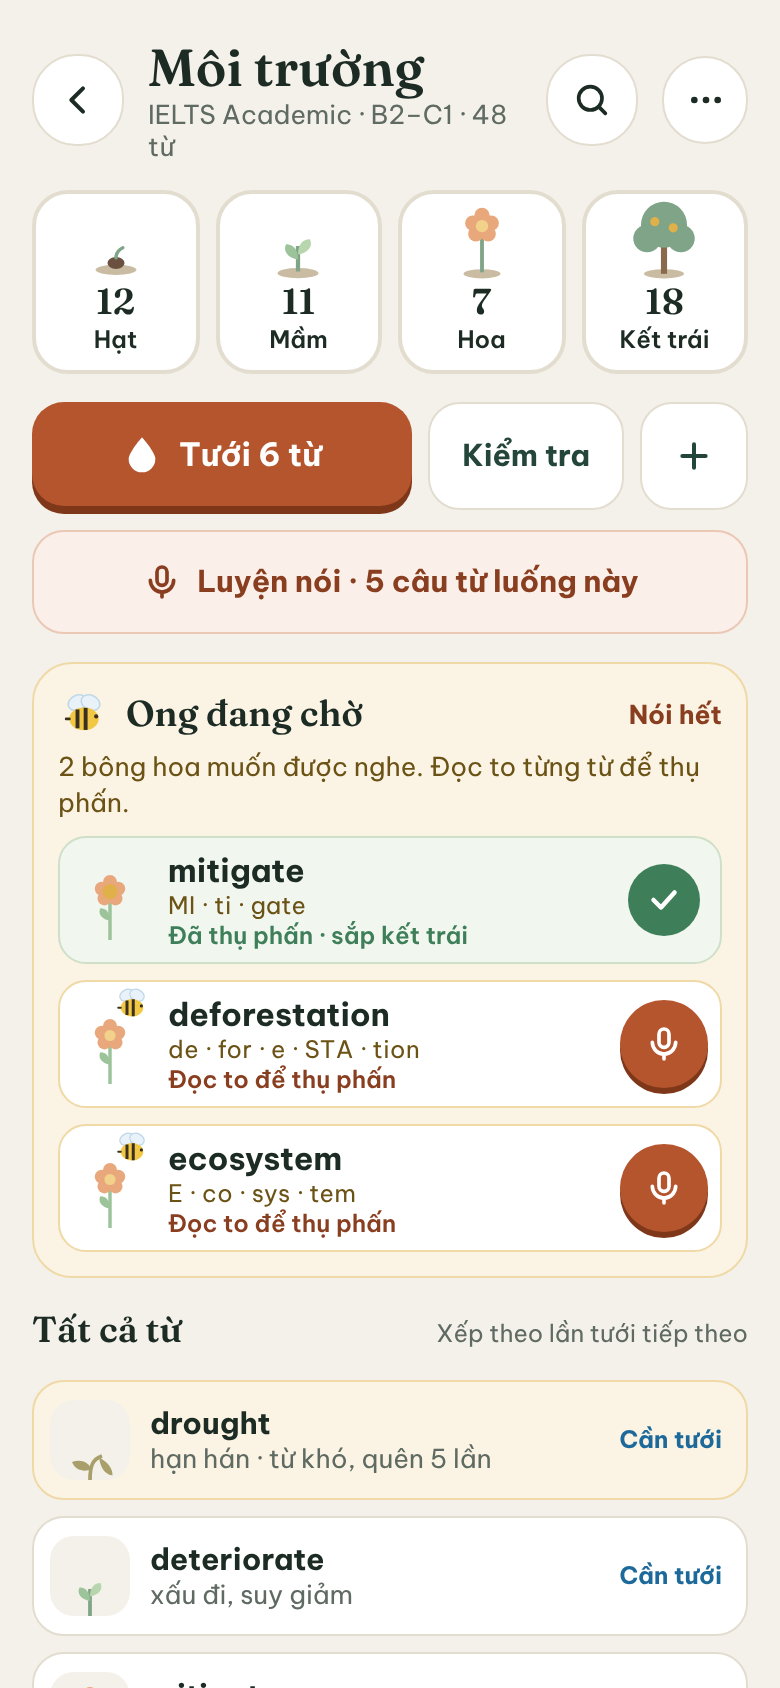 Môi trường
IELTS Academic · B2–C1 · 48
từ
12
Hạt
11
Mầm
7
Hoa
18
Kết trái
Tưới 6 từ
Kiểm tra
Luyện nói · 5 câu từ luống này
Ong đang chờ
Nói hết
2 bông hoa muốn được nghe. Đọc to từng từ để thụ
phấn.
mitigate
MI · ti · gate
Đã thụ phấn · sắp kết trái
deforestation
de · for · e · STA · tion
Đọc to để thụ phấn
ecosystem
E · co · sys · tem
Đọc to để thụ phấn
Tất cả từ
Xếp theo lần tưới tiếp theo
drought
hạn hán · từ khó, quên 5 lần
Cần tưới
deteriorate
xấu đi, suy giảm
Cần tưới